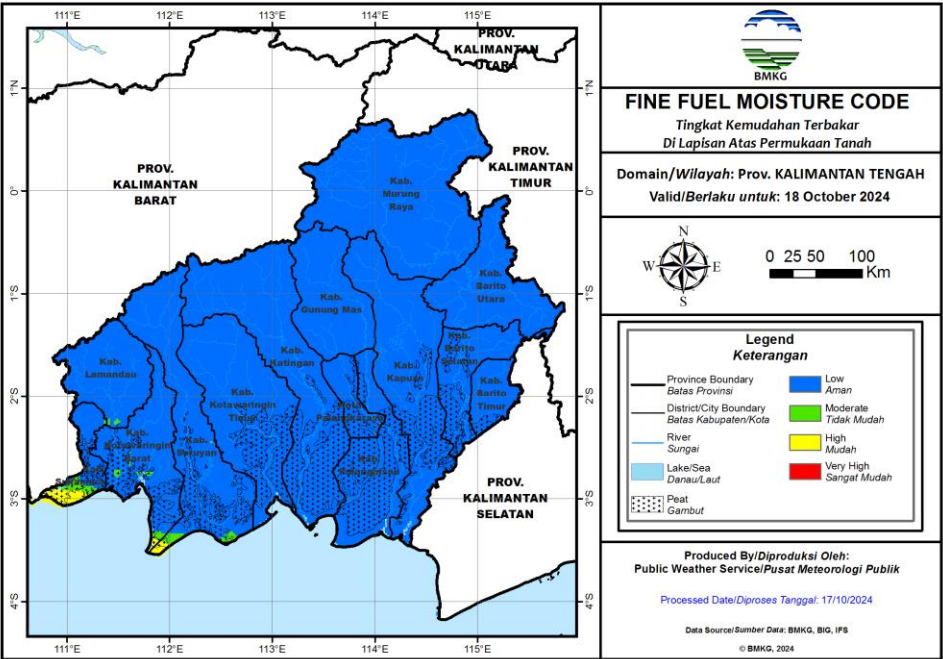 111°E 112°E 113°E 114°E 115°E
1°N
0°
1°S
2°S
3°S
4°S
PROV.
KALIMANTAN
UTARA
PROV.
KALIMANTAN
BARAT
PROV.
KALIMANTAN
TIMUR
Kab.
Murung
Raya
Kab.
Barito
Utara
Kab.
Gunung Mas
Kab.
Barito
Selatan
Kab.
Katingan
Kab.
Lamandau
Kab.
Kapuas
Kab.
Barito
Timur
Kab.
Kotawaringin
Timur
Kota
Palangkaraya
Kab.
Kotawaringin
Barat
Kab.
Seruyan
Kab.
Kab.
PROV.
KALIMANTAN
SELATAN
1°N
0°
1°S
2°S
3°S
4°S
111°E 112°E 113°E 114°E 115°E
BMKG
FINE FUEL MOISTURE CODE
Tingkat Kemudahan Terbakar
Di Lapisan Atas Permukaan Tanah
Domain/Wilayah: Prov. KALIMANTAN TENGAH
Valid/Berlaku untuk: 18 October 2024
N
W E
S
0 25 50 100
Km
Legend
Keterangan
Province Boundary
Batas Provinsi
District/City Boundary
Batas Kabupaten/Kota
River
Sungai
Lake/Sea
Danau/Laut
Peat
Gambut
Low
Aman
Moderate
Tidak Mudah
High
Mudah
Very High
Sangat Mudah
Produced By/Diproduksi Oleh:
Public Weather Service/Pusat Meteorologi Publik
Processed Date/Diproses Tanggal: 17/10/2024
Data Source/Sumber Data: BMKG, BIG, IFS
© BMKG, 2024